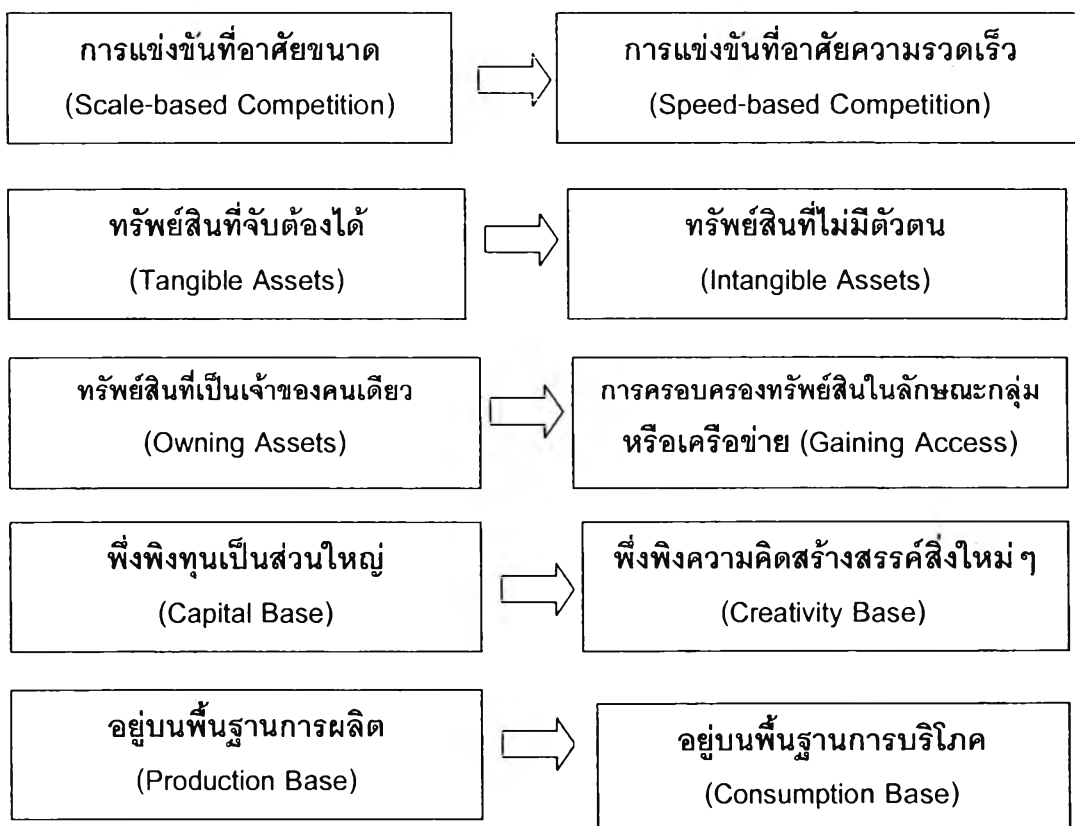 การแข่งขันที่อาศัยขนาด
(Scale-based Competition)
การแข่งขันที่อาศัยความรวดเร็ว
(Speed-based Competition)
ทรัพย์สินที่จับต้องได้
(Tangible Assets)
ทรัพย์สินที่ไม่มีตัวตน
(Intangible Assets)
ทรัพย์สินที่เป็นเจ้าของคนเดียว
(Owning Assets)
การครอบครองทรัพย์สินในลักษณะกลุ่ม
หรือเครือข่าย (Gaining Access)
พึ่งพิงทุนเป็นส่วนใหญ่
(Capital Base)
พึ่งพิงความคิดสร้างสรรค์สิ่งใหม่ ๆ
(Creativity Base)
อยู่บนพื้นฐานการผลิต
(Production Base)
อยู่บนพื้นฐานการบริโภค
(Consumption Base)